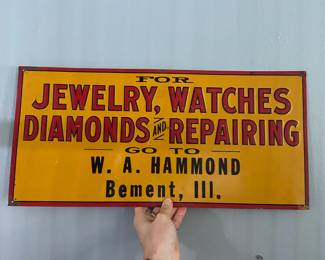 FOR
JEWELRY, WATCHES
DIAMONDS AND REPAIRING
GO TO
W. A. HAMMOND
Bement, Ill.